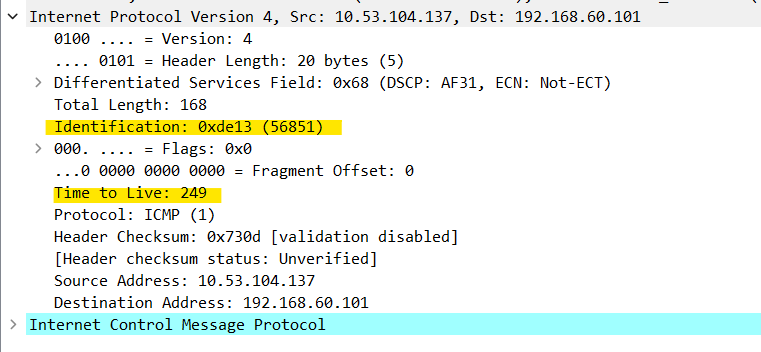 Internet Protocol Version 4, Src: 10.53.104.137, Dst: 192.168.60.101
0100 .... = Version: 4
.... 0101 = Header Length: 20 bytes (5)
Differentiated Services Field: 0x68 (DSCP: AF31, ECN: Not-ECT)
Total Length: 168
Identification: 0xde13 (56851)
000. .... = Flags: 0x0
...0 0000 0000 0000 = Fragment Offset: 0
Time to Live: 249
Protocol: ICMP (1)
Header Checksum: 0x730d [validation disabled]
[Header checksum status: Unverified]
Source Address: 10.53.104.137
Destination Address: 192.168.60.101
Internet Control Message Protocol